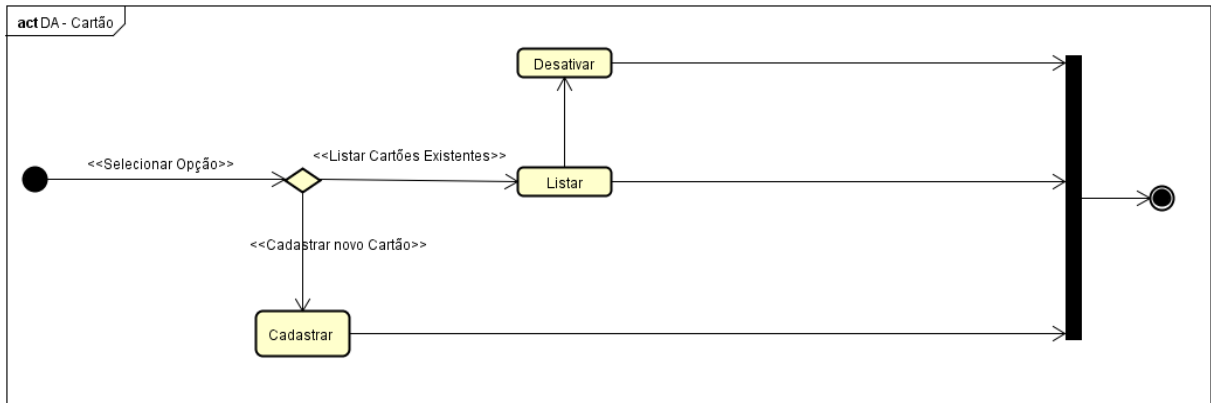 act DA - Cartão
Desativar
<<Selecionar Opção>>
<<Listar Cartões Existentes>>
Listar
<<Cadastrar novo Cartão>>
Cadastrar